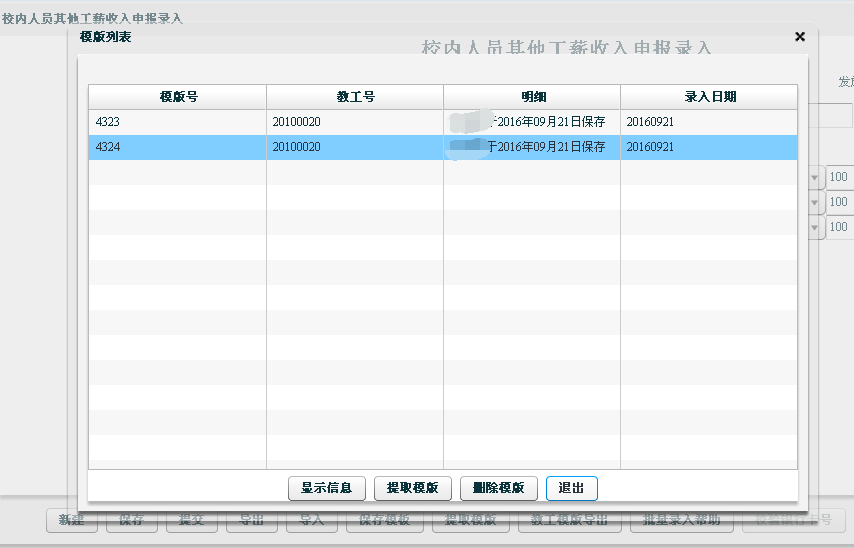 校内人员其他工薪收入申报录入
模版列表
校内人员其他工薪收入申报录入
模版号 教工号 明细 录入日期
4323 20100020 于2016年09月21日保存 20160921
4324 20100020 于2016年09月21日保存 20160921
100
100
100
显示信息 提取模版 删除模版 退出
新建 保存 提交 导出 导入 保存模板 提取模版 教工模版导出 批量录入帮助